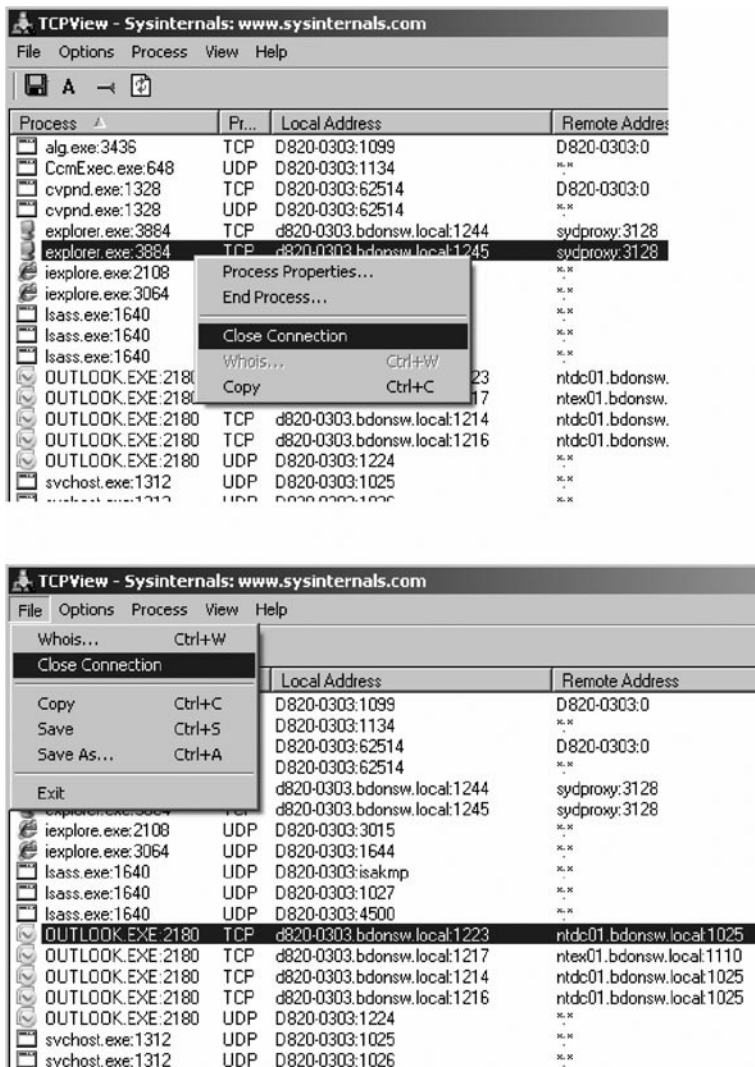 TCPView - Sysinternals: www.sysinternals.com
File Options Process View Help
A
Process Pr... Local Address Remote Addres
alg.exe:3436 TCP D820-0303:1099 D820-0303:0
CcmExec.exe:648 UDP D820-0303:1134 *.*
cvpnd.exe:1328 TCP D820-0303:62514 D820-0303:0
cvpnd.exe:1328 UDP D820-0303:62514 *.*
explorer.exe:3884 TCP d820-0303.bdonsw.local:1244 sydproxy:3128
explorer.exe:3884 TCP d820-0303.bdonsw.local:1245 sydproxy:3128
iexplore.exe:2108 *.*
iexplore.exe:3064 *.*
lsass.exe:1640 *.*
lsass.exe:1640 *.*
lsass.exe:1640 *.*
Process Properties...
End Process...
Close Connection
Whois... Ctrl+W
Copy Ctrl+C
OUTLOOK.EXE:2180 23 ntdc01.bdonsw.
OUTLOOK.EXE:2180 17 ntex01.bdonsw.
OUTLOOK.EXE:2180 TCP d820-0303.bdonsw.local:1214 ntdc01.bdonsw.
OUTLOOK.EXE:2180 TCP d820-0303.bdonsw.local:1216 ntdc01.bdonsw.
OUTLOOK.EXE:2180 UDP D820-0303:1224 *.*
svchost.exe:1312 UDP D820-0303:1025 *.*
TCPView - Sysinternals: www.sysinternals.com
File Options Process View Help
Whois... Ctrl+W
Close Connection
Copy Ctrl+C
Save Ctrl+S
Save As... Ctrl+A
Exit
Local Address Remote Address
D820-0303:1099 D820-0303:0
D820-0303:1134 *.*
D820-0303:62514 D820-0303:0
D820-0303:62514 *.*
d820-0303.bdonsw.local:1244 sydproxy:3128
d820-0303.bdonsw.local:1245 sydproxy:3128
iexplore.exe:2108 UDP D820-0303:3015 *.*
iexplore.exe:3064 UDP D820-0303:1644 *.*
lsass.exe:1640 UDP D820-0303:isakmp *.*
lsass.exe:1640 UDP D820-0303:1027 *.*
lsass.exe:1640 UDP D820-0303:4500 *.*
OUTLOOK.EXE:2180 TCP d820-0303.bdonsw.local:1223 ntdc01.bdonsw.local:1025
OUTLOOK.EXE:2180 TCP d820-0303.bdonsw.local:1217 ntex01.bdonsw.local:1110
OUTLOOK.EXE:2180 TCP d820-0303.bdonsw.local:1214 ntdc01.bdonsw.local:1025
OUTLOOK.EXE:2180 TCP d820-0303.bdonsw.local:1216 ntdc01.bdonsw.local:1025
OUTLOOK.EXE:2180 UDP D820-0303:1224 *.*
svchost.exe:1312 UDP D820-0303:1025 *.*
svchost.exe:1312 UDP D820-0303:1026 *.*